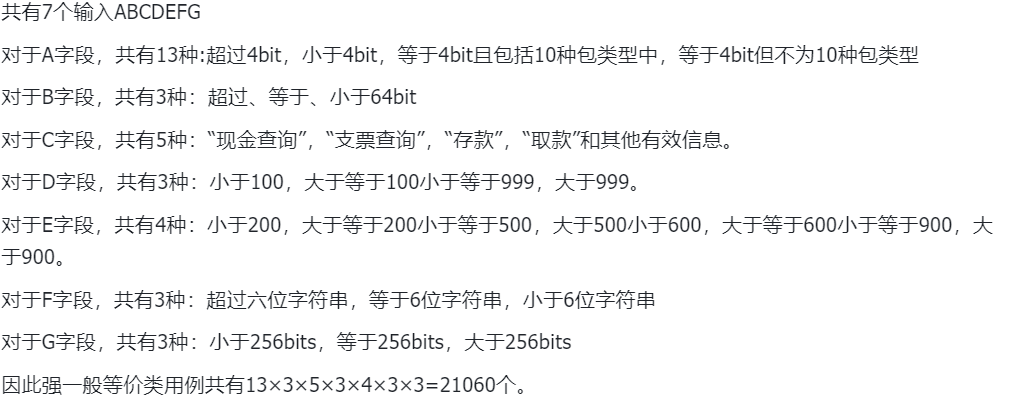 共有7个输入ABCDEFG
对于A字段，共有13种:超过4bit，小于4bit，等于4bit且包括10种包类型中，等于4bit但不为10种包类型
对于B字段，共有3种：超过、等于、小于64bit
对于C字段，共有5种：“现金查询”，“支票查询”，“存款”，“取款”和其他有效信息。
对于D字段，共有3种：小于100，大于等于100小于等于999，大于999。
对于E字段，共有4种：小于200，大于等于200小于等于500，大于500小于600，大于等于600小于等于900，大
于900。
对于F字段，共有3种：超过六位字符串，等于6位字符串，小于6位字符串
对于G字段，共有3种：小于256bits，等于256bits，大于256bits
因此强一般等价类用例共有13×3×5×3×4×3×3=21060个。